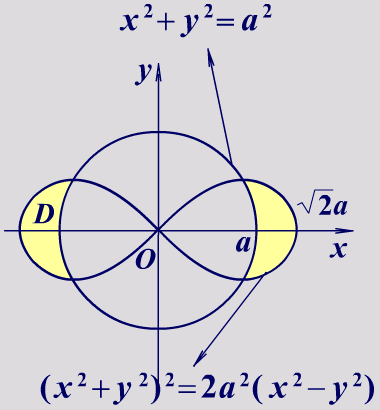 x² + y² = a²
y
D
√2a
a
x
O
(x² + y²)² = 2a²(x² − y²)